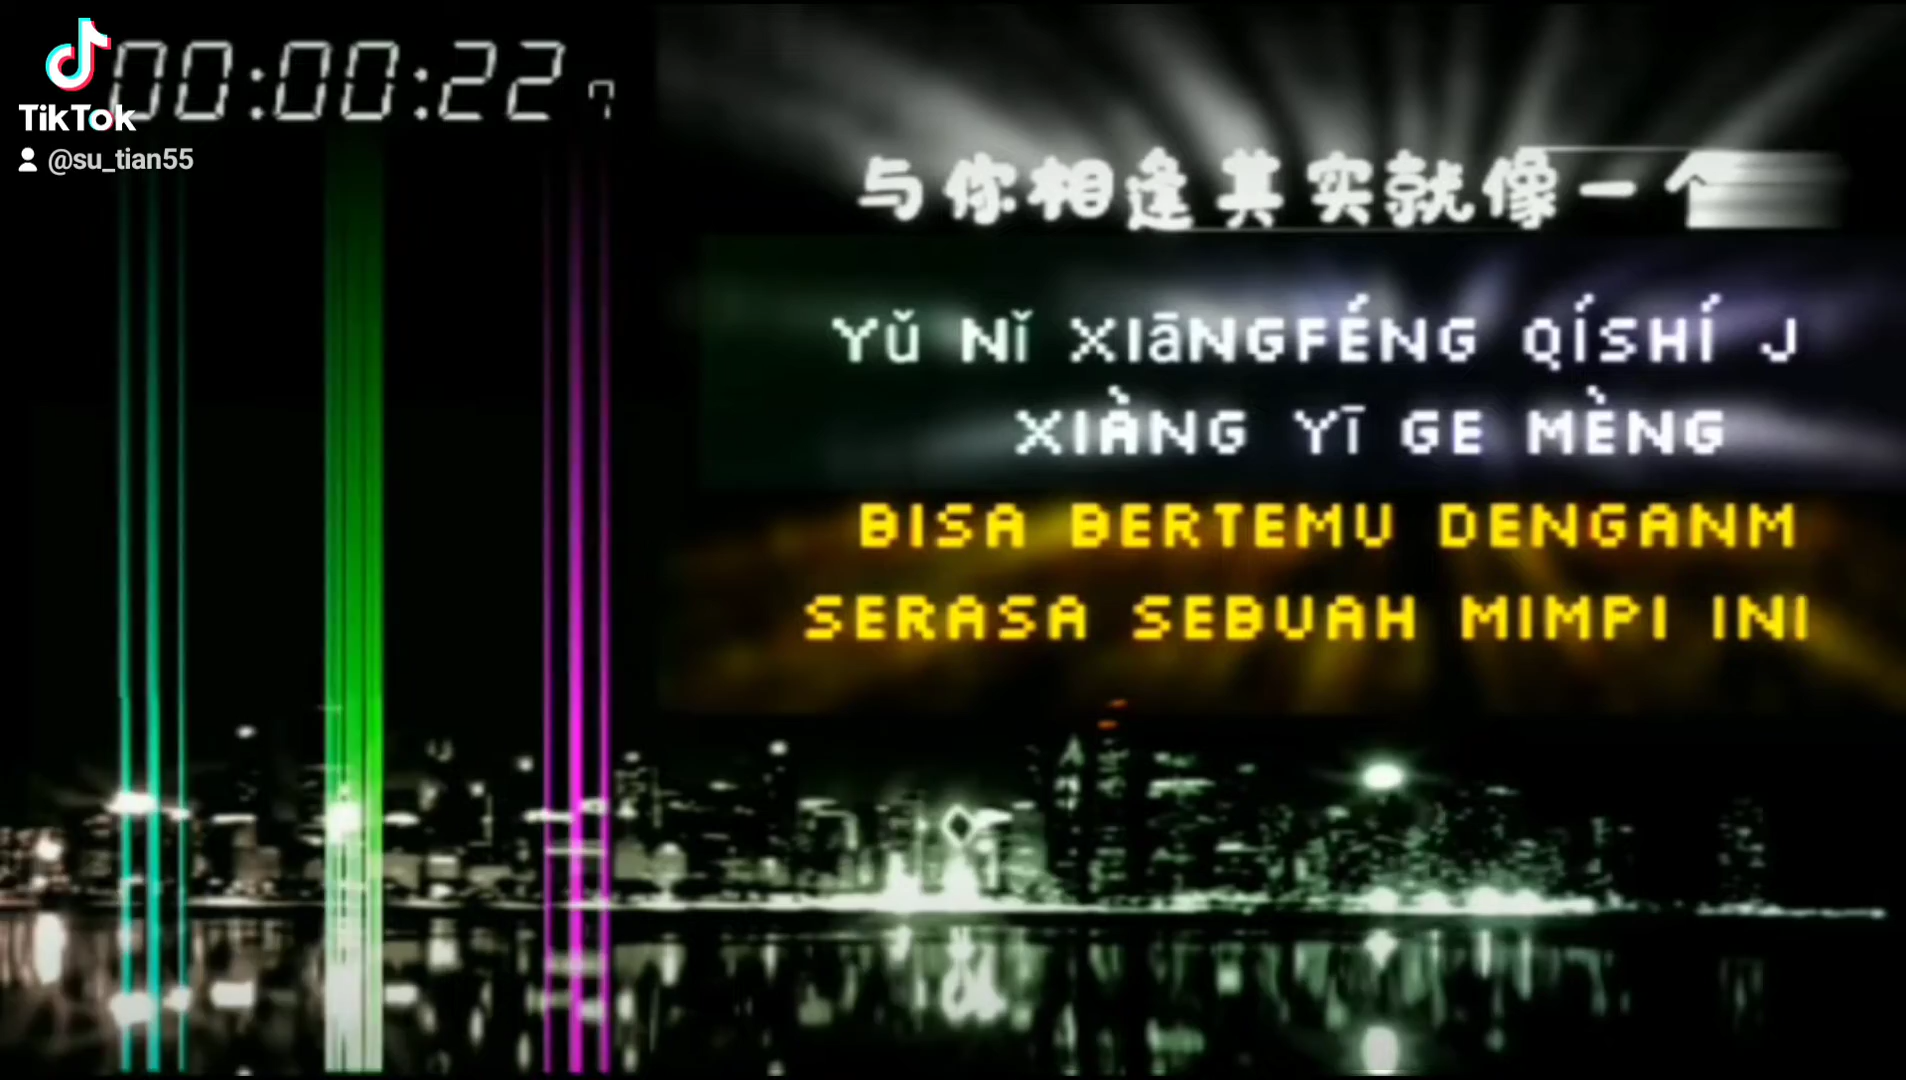 00:00:22 7
TikTok
@su_tian55
与你相逢其实就像一个
Yǔ Nǐ XIāNGFÉNG QÍSHÍ J
XIÀNG Yī GE MÈNG
BISA BERTEMU DENGANM
SERASA SEBUAH MIMPI INI